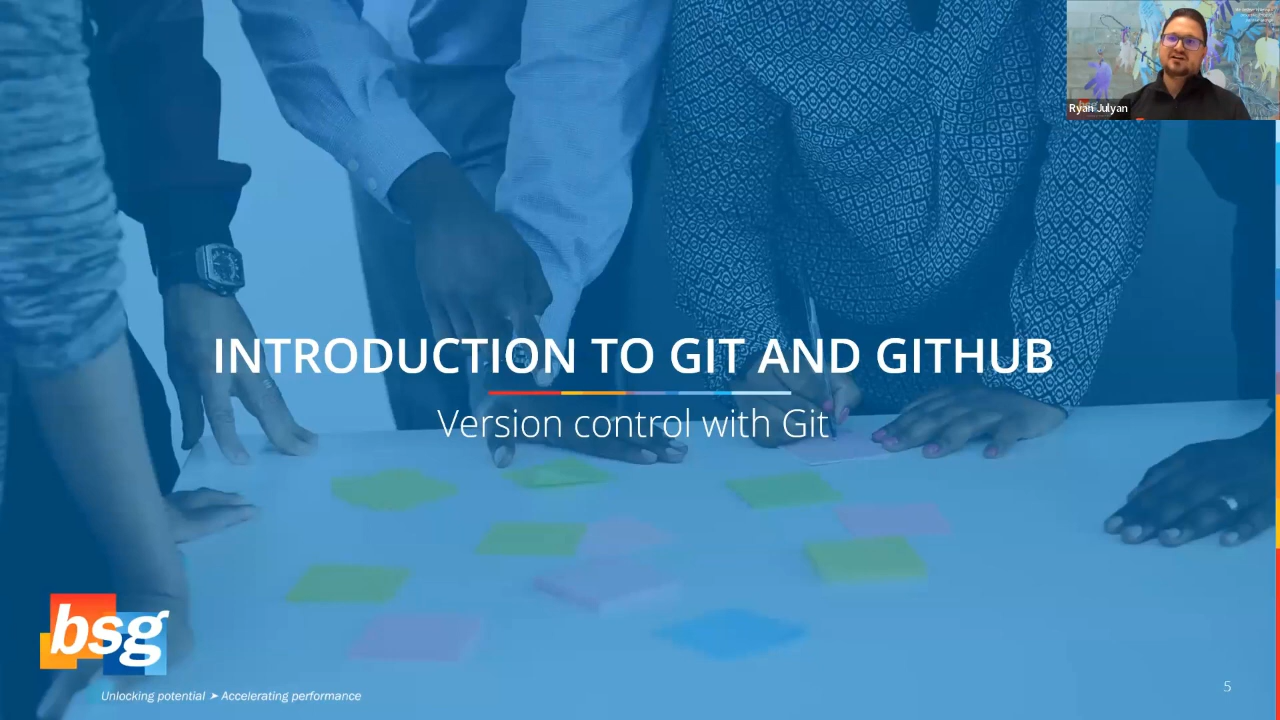 Ryan Julyan
INTRODUCTION TO GIT AND GITHUB
Version control with Git
bsg
Unlocking potential ➤ Accelerating performance
5